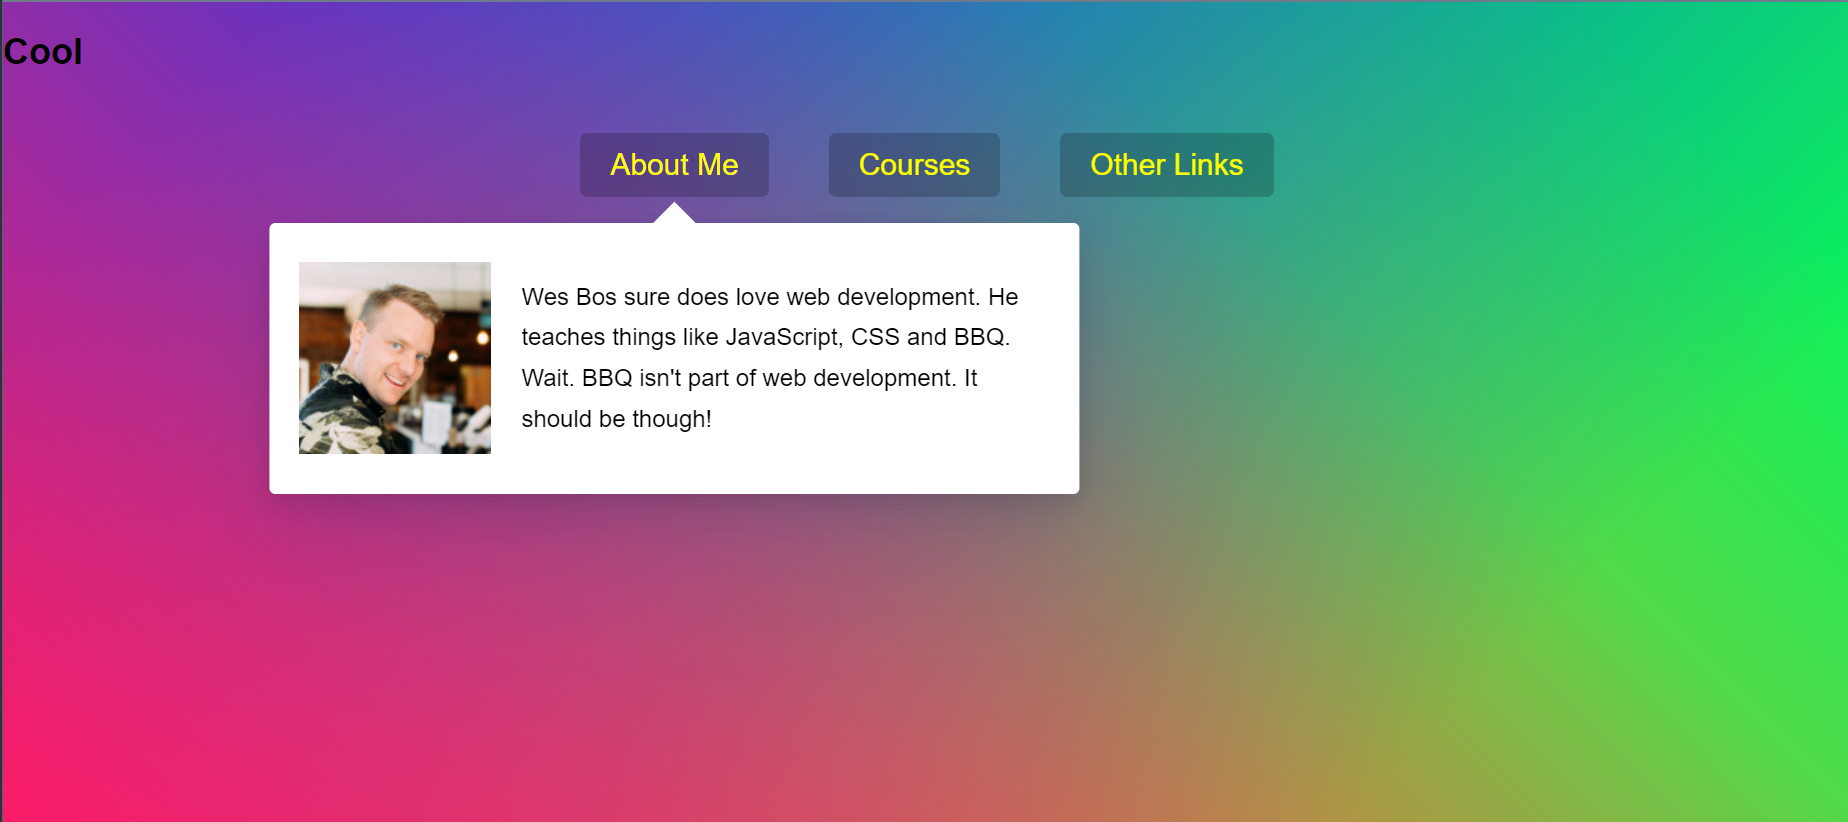 Cool
About Me
Courses
Other Links
Wes Bos sure does love web development. He
teaches things like JavaScript, CSS and BBQ.
Wait. BBQ isn't part of web development. It
should be though!